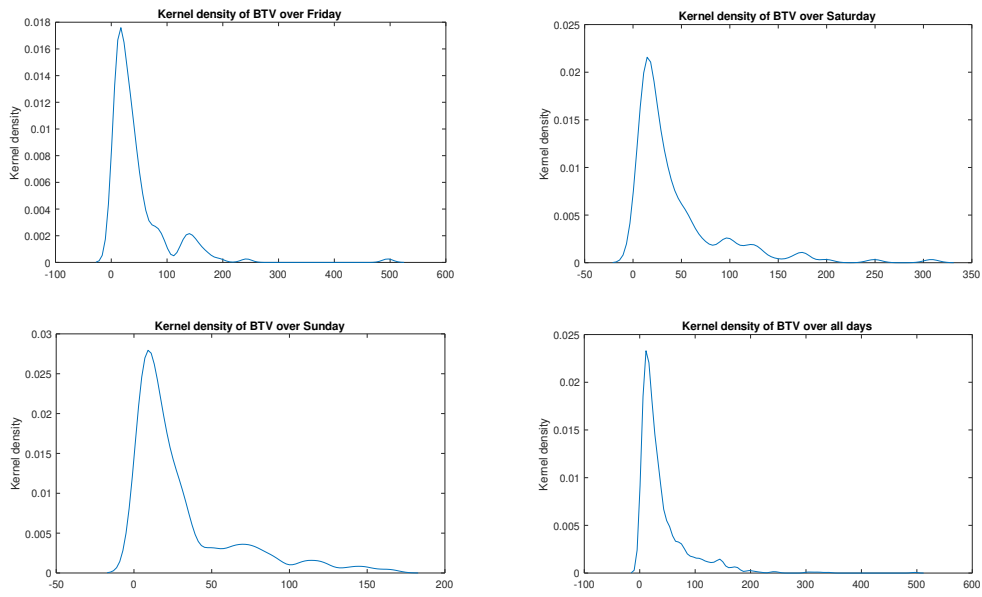 Kernel density of BTV over Friday
Kernel density
0.018
0.016
0.014
0.012
0.01
0.008
0.006
0.004
0.002
0
-100 0 100 200 300 400 500 600
Kernel density of BTV over Saturday
Kernel density
0.025
0.02
0.015
0.01
0.005
0
-50 0 50 100 150 200 250 300 350
Kernel density of BTV over Sunday
Kernel density
0.03
0.025
0.02
0.015
0.01
0.005
0
-50 0 50 100 150 200
Kernel density of BTV over all days
Kernel density
0.025
0.02
0.015
0.01
0.005
0
-100 0 100 200 300 400 500 600